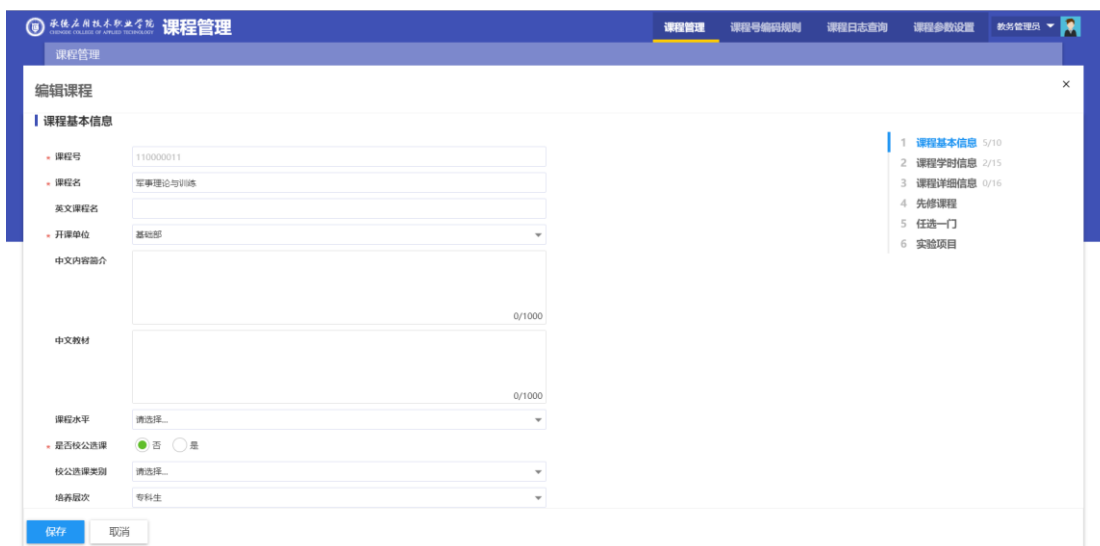 承德应用技术职业学院 课程管理 课程管理 课程号编码规则 课程日志查询 课程参数设置 教务管理员
CHENGDE COLLEGE OF APPLIED TECHNOLOGY
课程管理
编辑课程 ×
课程基本信息
1 课程基本信息 5/10
* 课程号 110000011
2 课程学时信息 2/15
* 课程名 军事理论与训练
3 课程详细信息 0/16
英文课程名
4 先修课程
5 任选一门
* 开课单位 基础部
6 实验项目
中文内容简介
0/1000
中文教材
0/1000
课程水平 请选择...
* 是否校公选课 否 是
校公选课类别 请选择...
培养层次 专科生
保存 取消